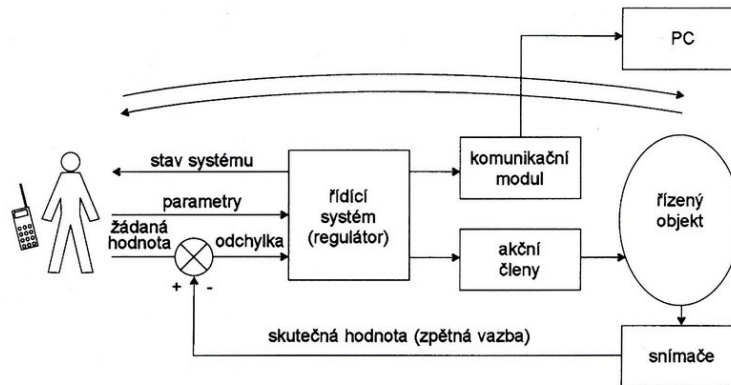 PC
stav systému
parametry
žádaná
hodnota
odchylka
+ -
řídící
systém
(regulátor)
komunikační
modul
akční
členy
řízený
objekt
skutečná hodnota (zpětná vazba)
snímače